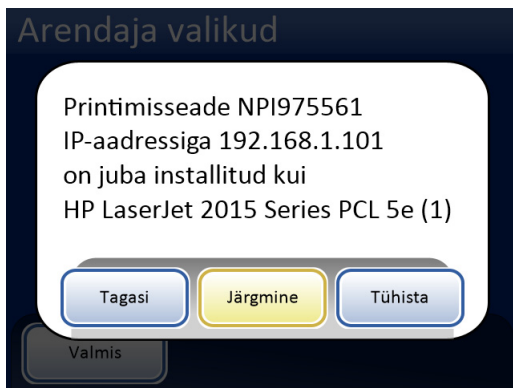 Arendaja valikud
Printimisseade NPI975561
IP-aadressiga 192.168.1.101
on juba installitud kui
HP LaserJet 2015 Series PCL 5e (1)
Tagasi
Järgmine
Tühista
Valmis